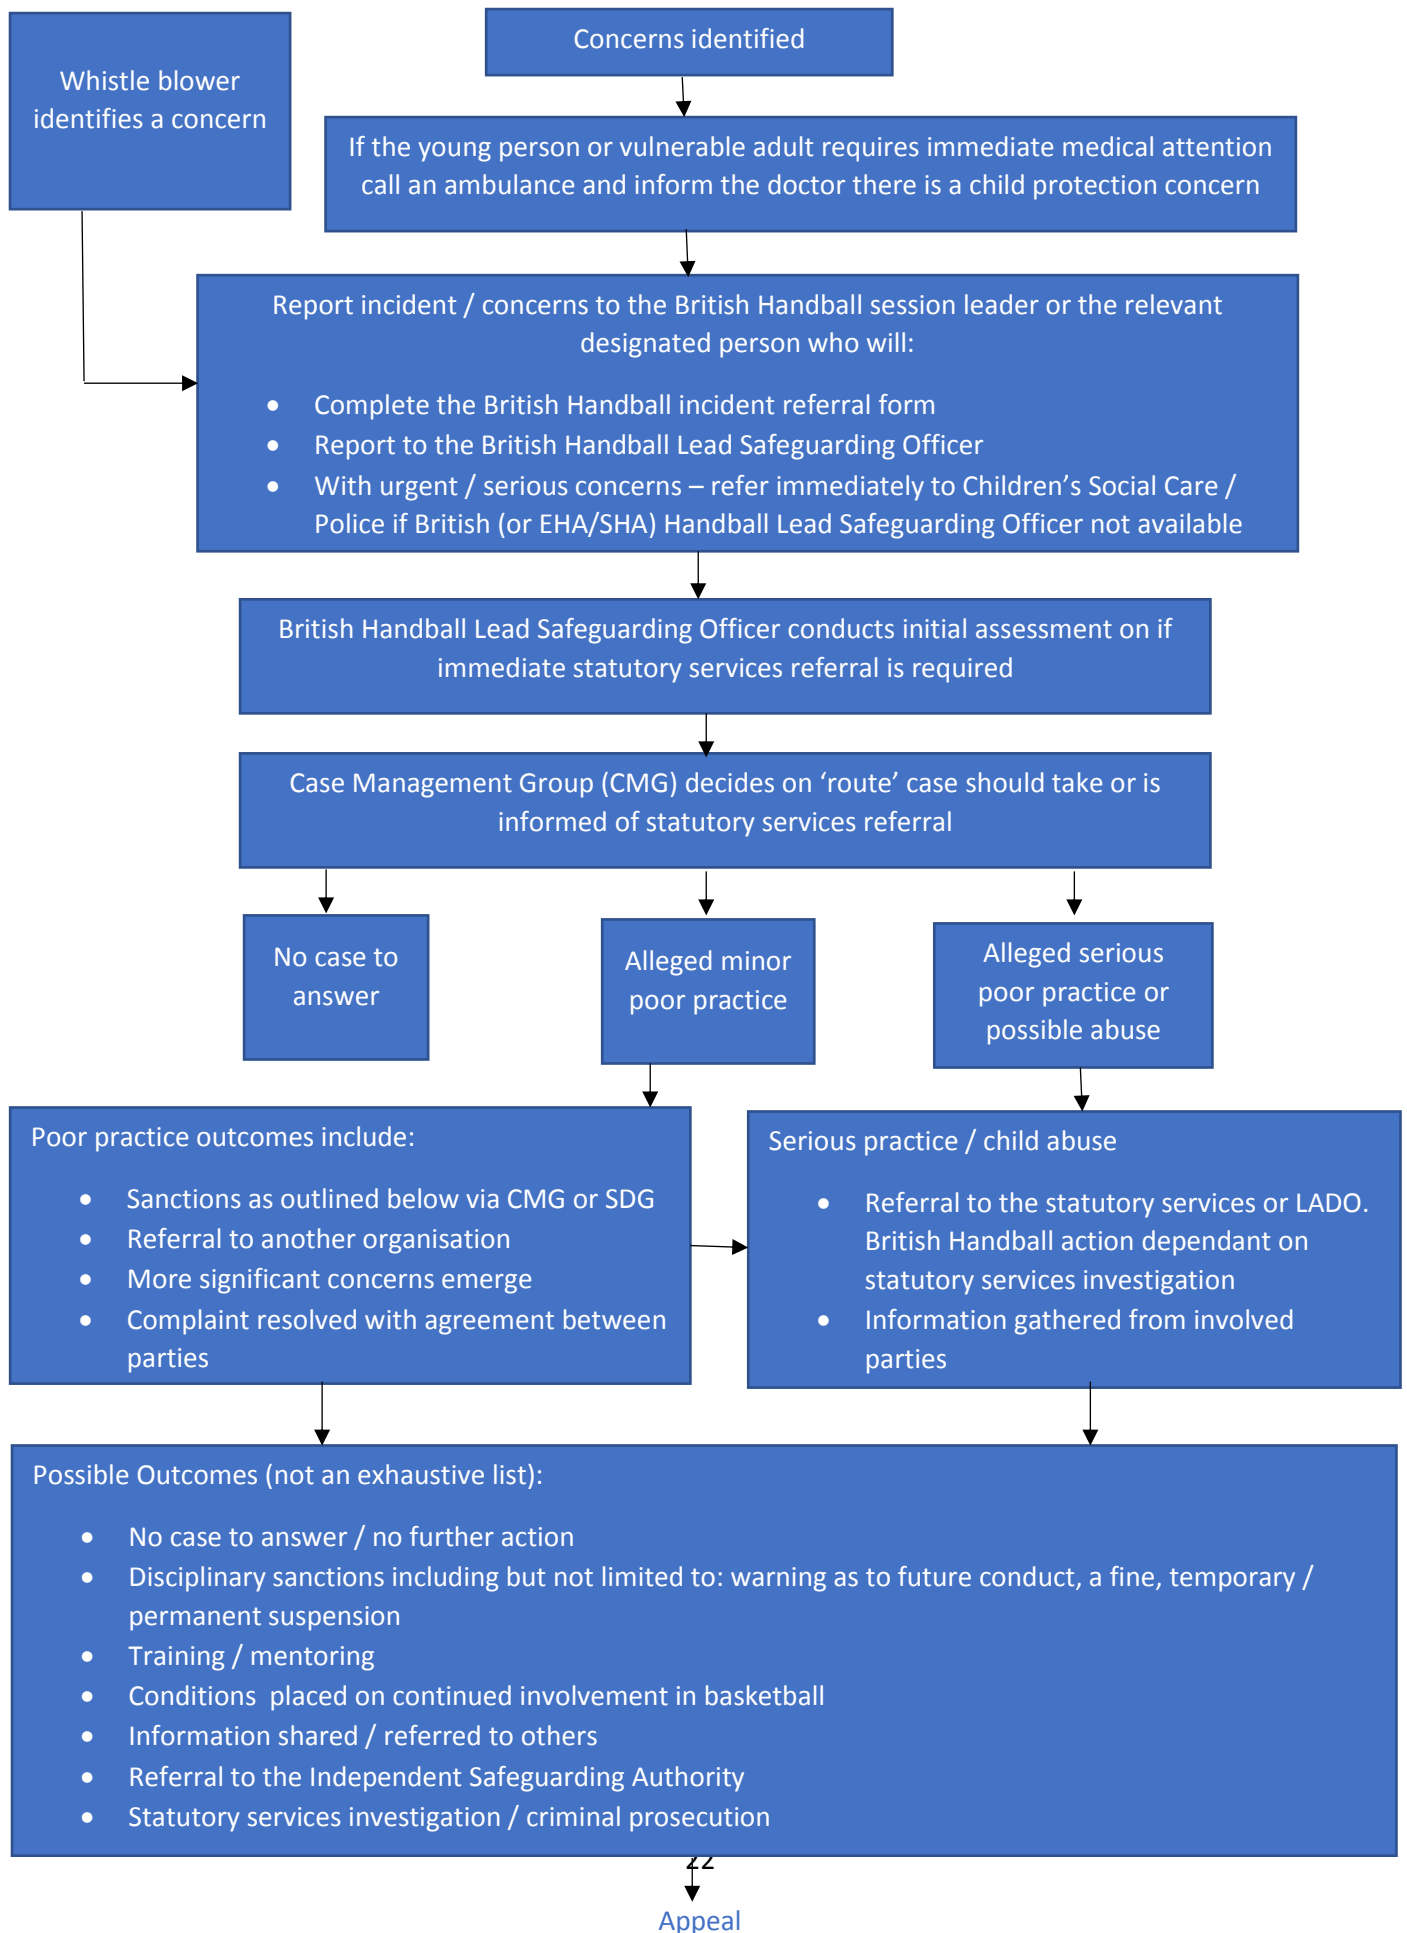 Whistle blower
identifies a concern
Concerns identified
If the young person or vulnerable adult requires immediate medical attention
call an ambulance and inform the doctor there is a child protection concern
Report incident / concerns to the British Handball session leader or the relevant
designated person who will:
• Complete the British Handball incident referral form
• Report to the British Handball Lead Safeguarding Officer
• With urgent / serious concerns – refer immediately to Children’s Social Care /
Police if British (or EHA/SHA) Handball Lead Safeguarding Officer not available
British Handball Lead Safeguarding Officer conducts initial assessment on if
immediate statutory services referral is required
Case Management Group (CMG) decides on ‘route’ case should take or is
informed of statutory services referral
No case to
answer
Alleged minor
poor practice
Alleged serious
poor practice or
possible abuse
Poor practice outcomes include:
• Sanctions as outlined below via CMG or SDG
• Referral to another organisation
• More significant concerns emerge
• Complaint resolved with agreement between
parties
Serious practice / child abuse
• Referral to the statutory services or LADO.
British Handball action dependant on
statutory services investigation
• Information gathered from involved
parties
Possible Outcomes (not an exhaustive list):
• No case to answer / no further action
• Disciplinary sanctions including but not limited to: warning as to future conduct, a fine, temporary /
permanent suspension
• Training / mentoring
• Conditions  placed on continued involvement in basketball
• Information shared / referred to others
• Referral to the Independent Safeguarding Authority
• Statutory services investigation / criminal prosecution
22
Appeal